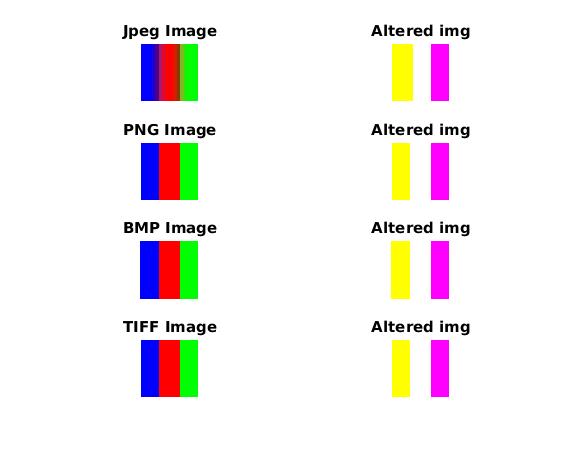 Jpeg Image
Altered img
PNG Image
Altered img
BMP Image
Altered img
TIFF Image
Altered img